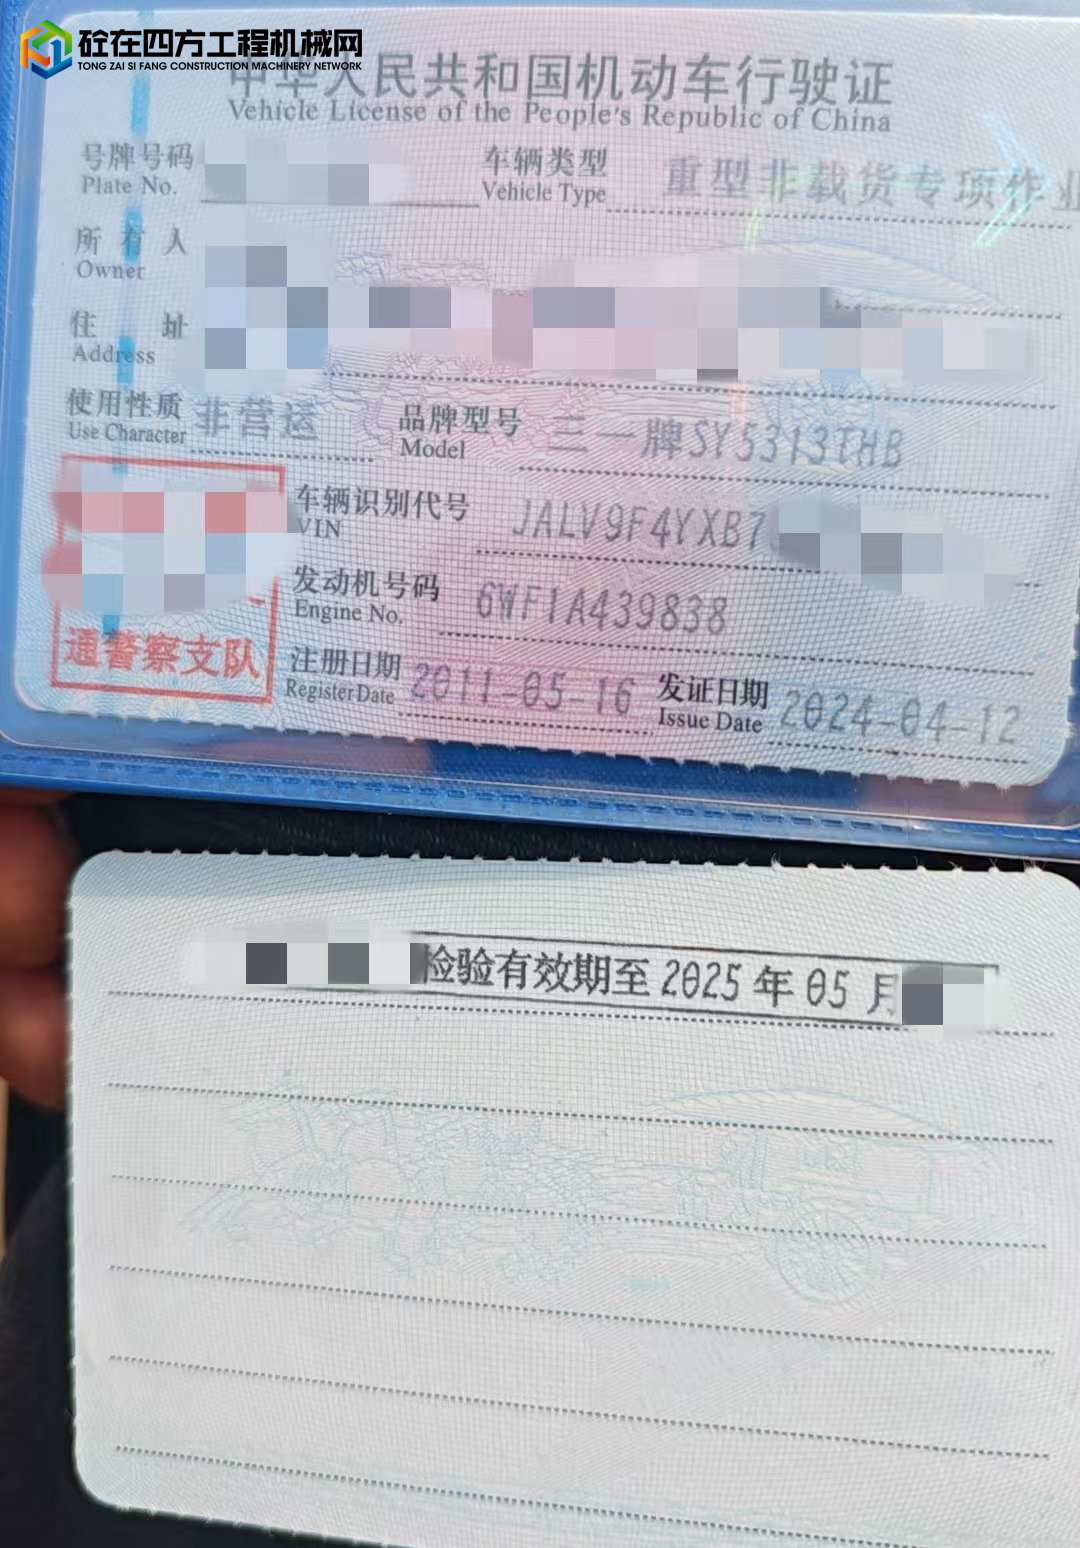 砼在四方工程机械网
TONG ZAI SI FANG CONSTRUCTION MACHINERY NETWORK
中华人民共和国机动车行驶证
Vehicle License of the People's Republic of China
号牌号码
Plate No.
车辆类型 重型非载货专项作业
Vehicle Type
所有人
Owner
住址
Address
使用性质 非营运
Use Character
品牌型号 三一牌SY5313THB
Model
车辆识别代号 JALV9F4YXB7
VIN
发动机号码 6WF1A439838
Engine No.
通警察支队
注册日期 2011-05-16
Register Date
发证日期 2024-04-12
Issue Date
检验有效期至2025年05月